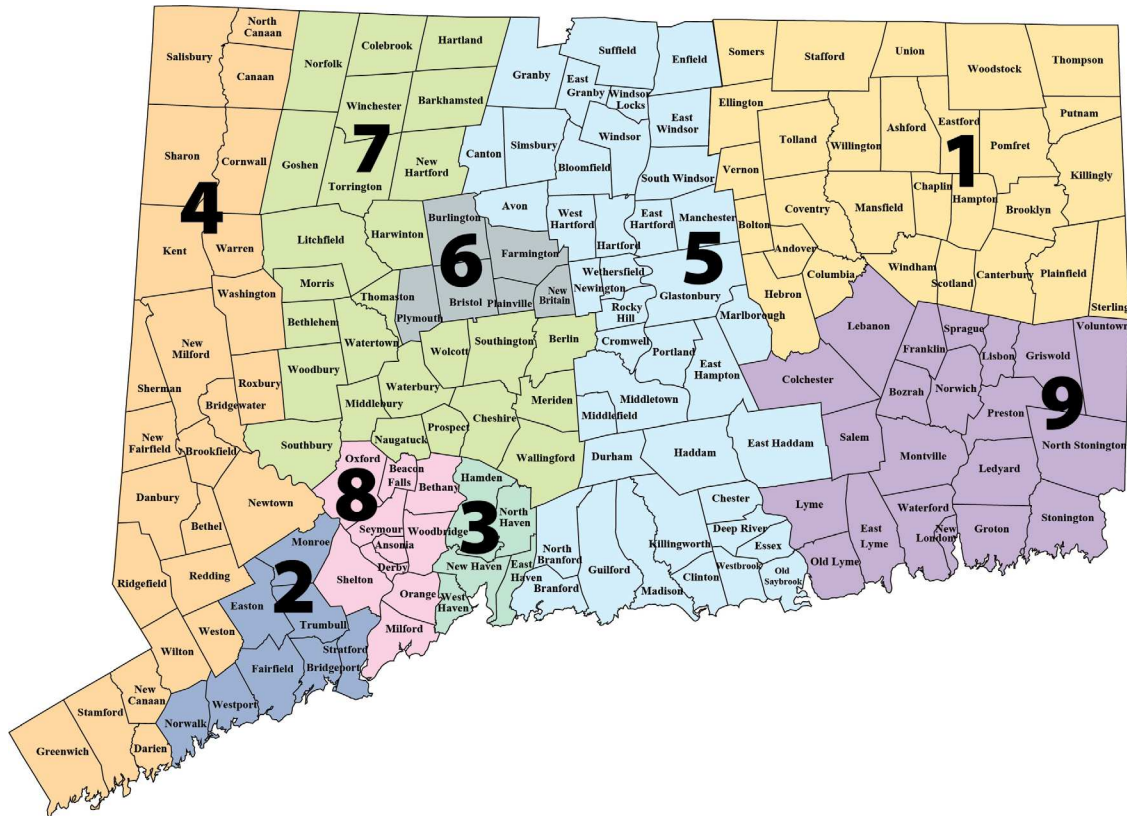 North
Canaan
Salisbury
Canaan
Colebrook
Hartland
Norfolk
Winchester
Barkhamsted
Suffield
Enfield
Granby
East
Granby
Windsor
Locks
Somers
Stafford
Union
Woodstock
Thompson
Ellington
Tolland
Willington
Ashford
Eastford
Pomfret
Putnam
Killingly
Sharon
Cornwall
Goshen
7
Torrington
New
Hartford
Canton
Simsbury
Windsor
East
Windsor
Bloomfield
South Windsor
Vernon
1
4
Kent
Warren
Litchfield
Harwinton
Burlington
Avon
West
Hartford
Hartford
East
Hartford
Manchester
Bolton
Coventry
Mansfield
Chaplin
Hampton
Brooklyn
Andover
Columbia
Windham
Scotland
Canterbury
Plainfield
Sterling
Washington
Morris
Thomaston
Plymouth
6
Farmington
Bristol
Plainville
New
Britain
Wethersfield
Newington
Rocky
Hill
5
Glastonbury
Marlborough
Hebron
New
Milford
Bethlehem
Watertown
Wolcott
Southington
Berlin
Cromwell
Portland
East
Hampton
Lebanon
Franklin
Sprague
Lisbon
Griswold
Voluntown
Sherman
Roxbury
Bridgewater
Woodbury
Middlebury
Waterbury
Meriden
Middletown
Middlefield
Colchester
Bozrah
Norwich
Preston
9
New
Fairfield
Brookfield
Southbury
Naugatuck
Prospect
Cheshire
Wallingford
Durham
Haddam
East Haddam
Salem
Montville
Ledyard
North Stonington
Danbury
Bethel
Newtown
Oxford
8
Beacon
Falls
Bethany
Hamden
3
North
Haven
Chester
Deep River
Essex
Lyme
East
Lyme
Waterford
New
London
Groton
Stonington
Seymour
Woodbridge
Ansonia
Derby
New Haven
East
Haven
North
Branford
Branford
Guilford
Killingworth
Madison
Clinton
Westbrook
Old
Saybrook
Old Lyme
Ridgefield
Redding
Monroe
2
Easton
Trumbull
Shelton
Orange
West
Haven
Milford
Stratford
Weston
Wilton
Fairfield
Bridgeport
New
Canaan
Westport
Norwalk
Stamford
Darien
Greenwich